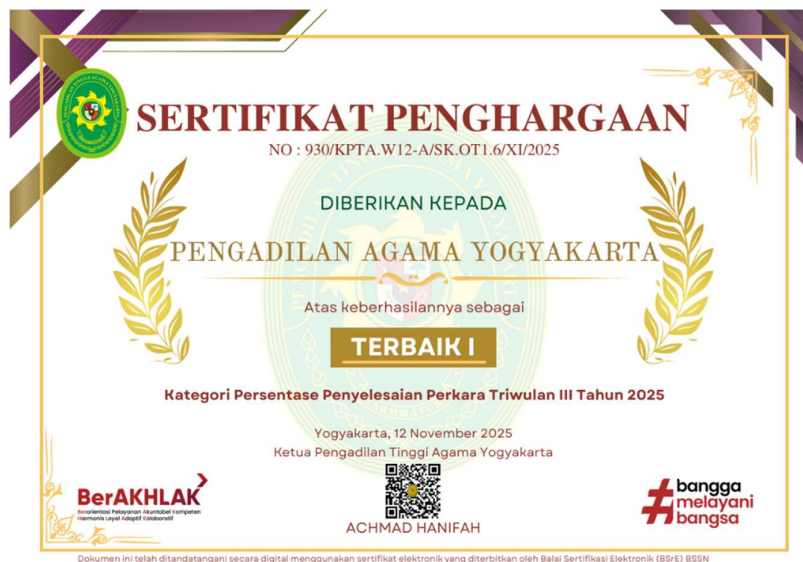 SERTIFIKAT PENGHARGAAN
NO : 930/KPTA.W12-A/SK.OT1.6/XI/2025
DIBERIKAN KEPADA
PENGADILAN AGAMA YOGYAKARTA
Atas keberhasilannya sebagai
TERBAIK I
Kategori Persentase Penyelesaian Perkara Triwulan III Tahun 2025
Yogyakarta, 12 November 2025
Ketua Pengadilan Tinggi Agama Yogyakarta
ACHMAD HANIFAH
BerAKHLAK
Berorientasi Pelayanan Akuntabel Kompeten
Harmonis Loyal Adaptif Kolaboratif
#bangga
melayani
bangsa
Dokumen ini telah ditandatangani secara digital menggunakan sertifikat elektronik yang diterbitkan oleh Balai Sertifikasi Elektronik (BSrE) BSSN